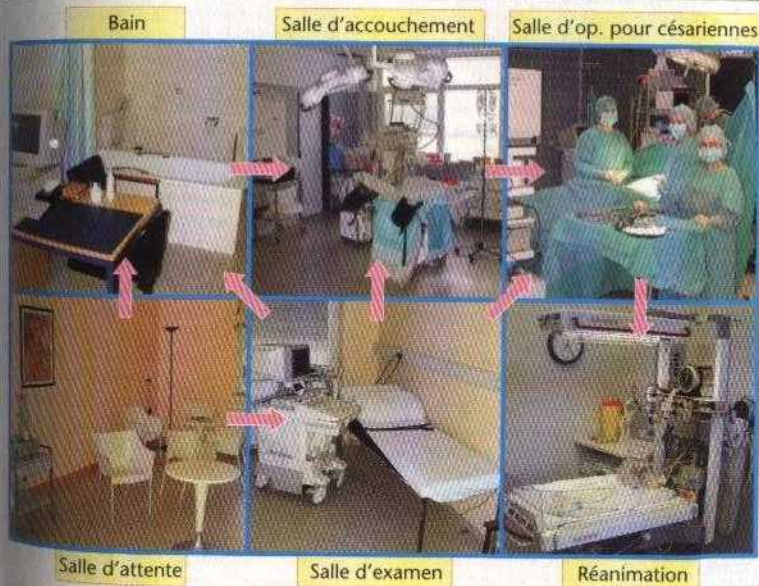 Bain
Salle d'accouchement
Salle d'op. pour césariennes
Salle d'attente
Salle d'examen
Réanimation